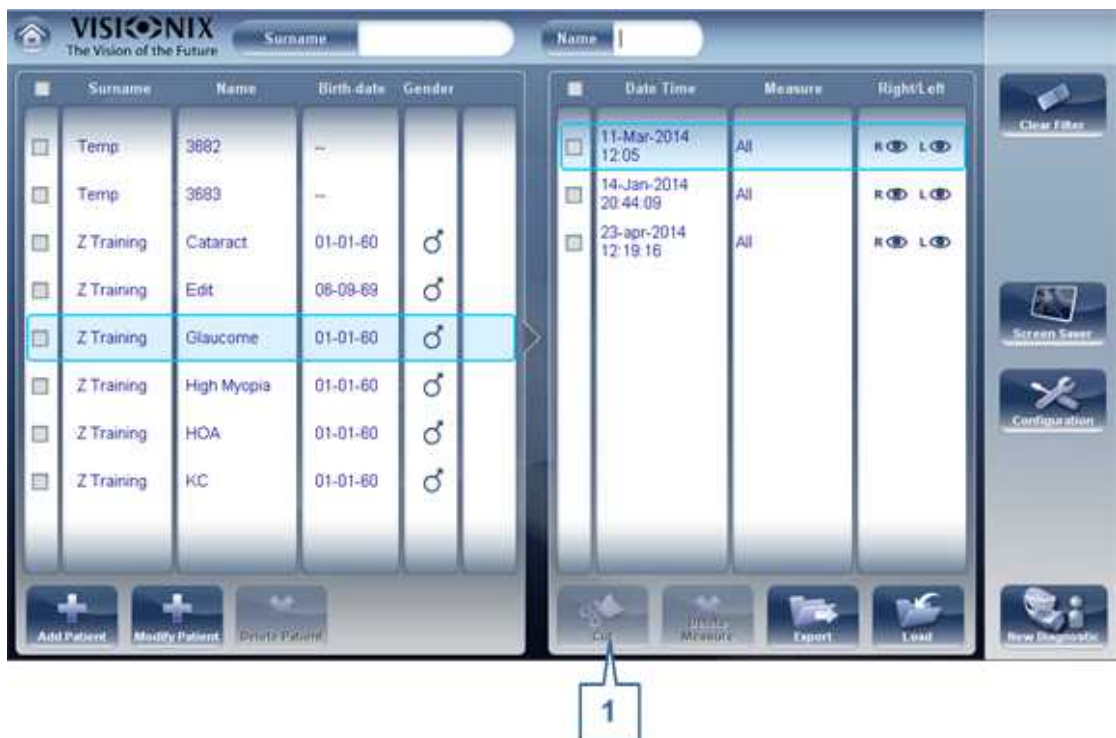 VISIONIX
The Vision of the Future
Surname
Name
Surname Name Birth-date Gender
Temp 3682 --
Temp 3683 --
Z Training Cataract 01-01-60
Z Training Edit 06-09-69
Z Training Glaucome 01-01-60
Z Training High Myopia 01-01-60
Z Training HOA 01-01-60
Z Training KC 01-01-60
Add Patient
Modify Patient
Delete Patient
Date Time Measure Right/Left
11-Mar-2014
12:05
All R L
14-Jan-2014
20:44:09
All R L
23-apr-2014
12:19:16
All R L
Cut
Delete
Measure
Export
Load
Clear Filter
Screen Saver
Configuration
New Diagnostic
1